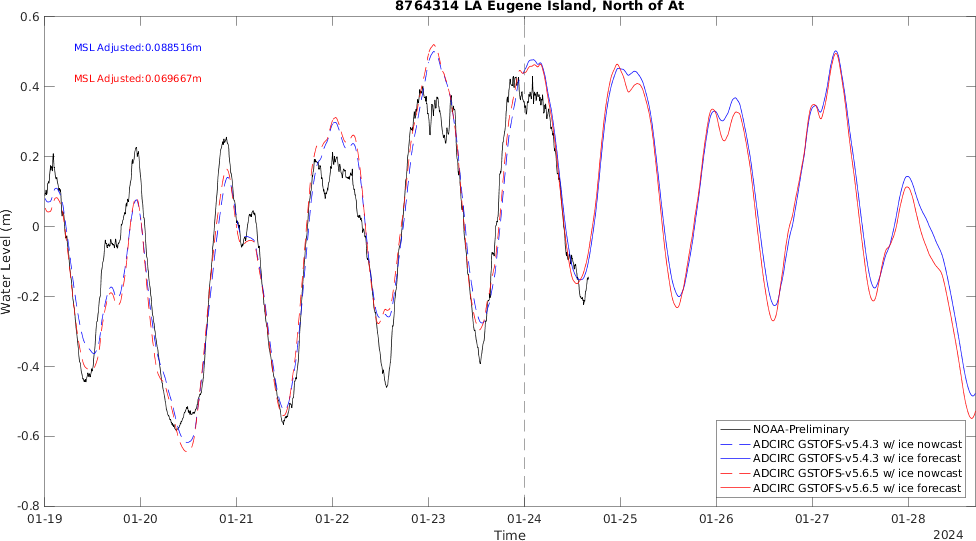 8764314 LA Eugene Island, North of At
MSL Adjusted:0.088516m
MSL Adjusted:0.069667m
Water Level (m)
0.6
0.4
0.2
0
-0.2
-0.4
-0.6
-0.8
NOAA-Preliminary
ADCIRC GSTOFS-v5.4.3 w/ ice nowcast
ADCIRC GSTOFS-v5.4.3 w/ ice forecast
ADCIRC GSTOFS-v5.6.5 w/ ice nowcast
ADCIRC GSTOFS-v5.6.5 w/ ice forecast
01-19 01-20 01-21 01-22 01-23 01-24 01-25 01-26 01-27 01-28
Time
2024